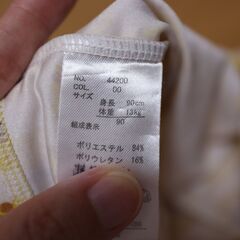 NO. 44200
COL. 00
サイズ
身長 90cm
体重 13kg
90
組成表示
ポリエステル 84%
ポリウレタン 16%